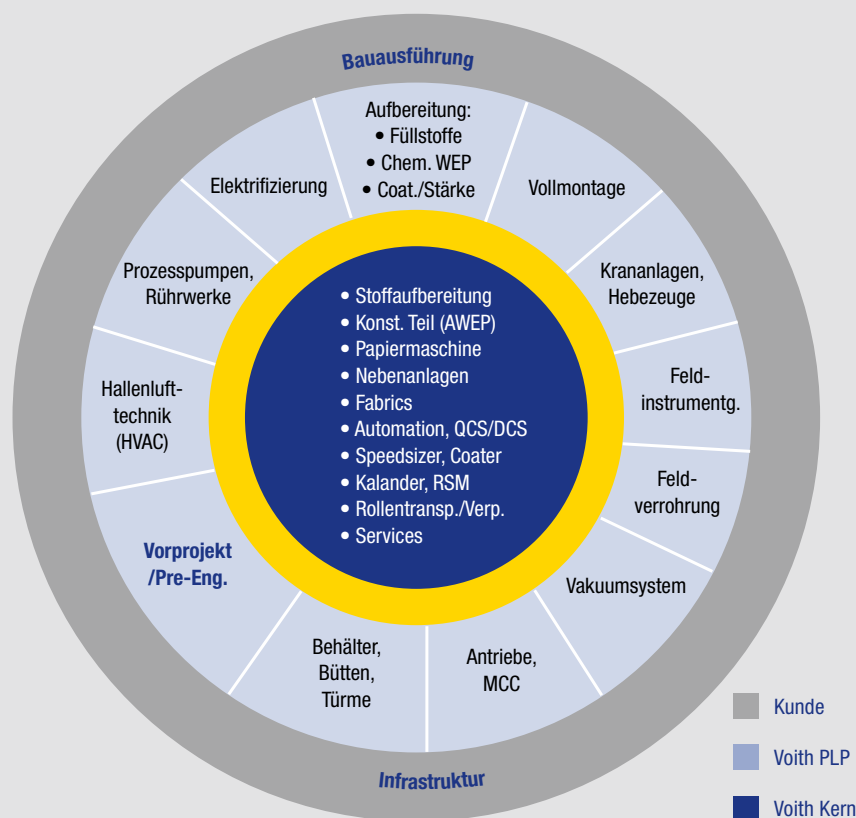 Bauausführung
Aufbereitung:
• Füllstoffe
• Chem. WEP
• Coat./Stärke
Vollmontage
Krananlagen,
Hebezeuge
Feld-
instrumentg.
Feld-
verrohrung
Vakuumsystem
Antriebe,
MCC
Behälter,
Bütten,
Türme
Vorprojekt
/Pre-Eng.
Hallenluft-
technik
(HVAC)
Prozesspumpen,
Rührwerke
Elektrifizierung
• Stoffaufbereitung
• Konst. Teil (AWEP)
• Papiermaschine
• Nebenanlagen
• Fabrics
• Automation, QCS/DCS
• Speedsizer, Coater
• Kalander, RSM
• Rollentransp./Verp.
• Services
Infrastruktur
Kunde
Voith PLP
Voith Kern